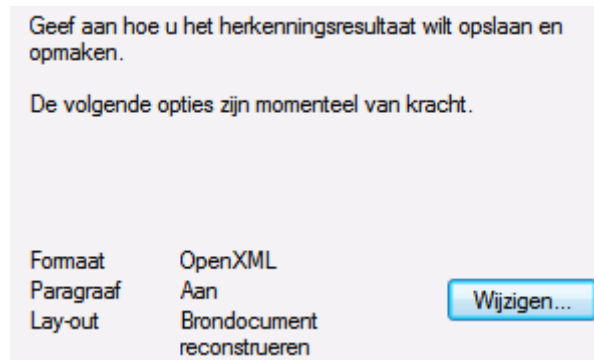 Geef aan hoe u het herkenningsresultaat wilt opslaan en
opmaken.
De volgende opties zijn momenteel van kracht.
Formaat OpenXML
Paragraaf Aan
Wijzigen...
Lay-out Brondocument
reconstrueren